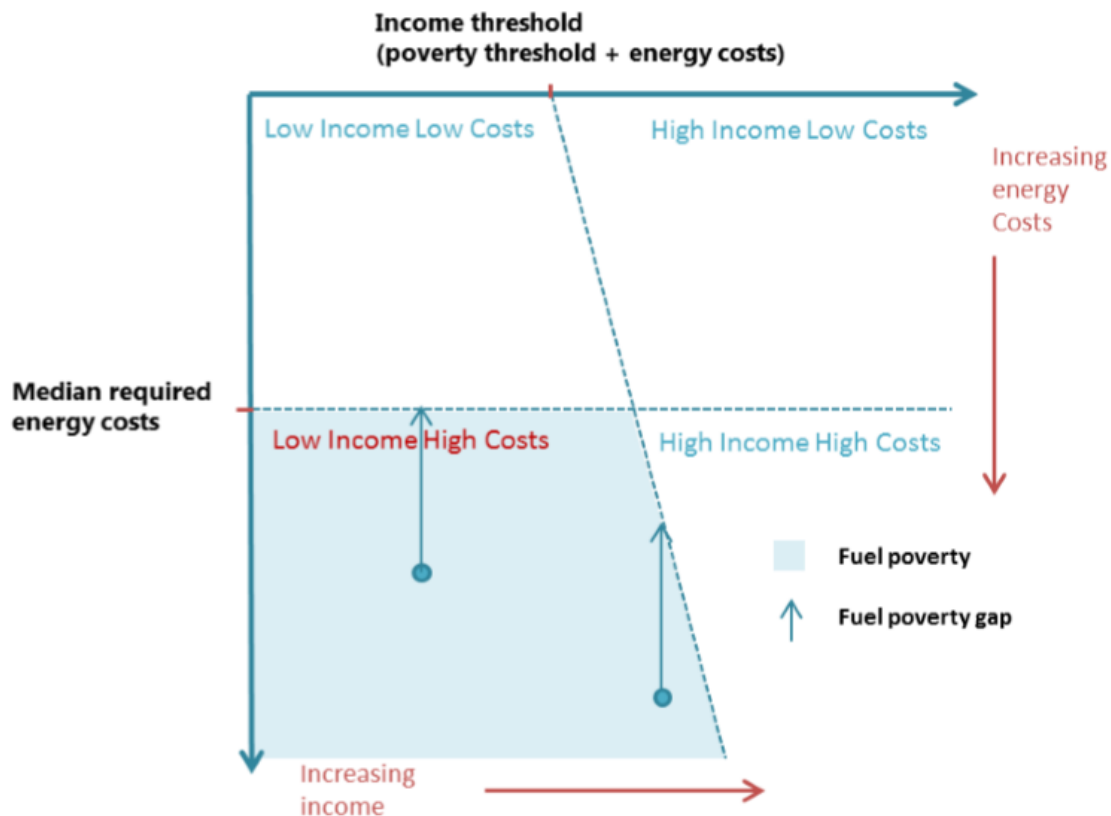 Income threshold
(poverty threshold + energy costs)
Low Income Low Costs
High Income Low Costs
Increasing
energy
Costs
Median required
energy costs
Low Income High Costs
High Income High Costs
Fuel poverty
Fuel poverty gap
Increasing
income